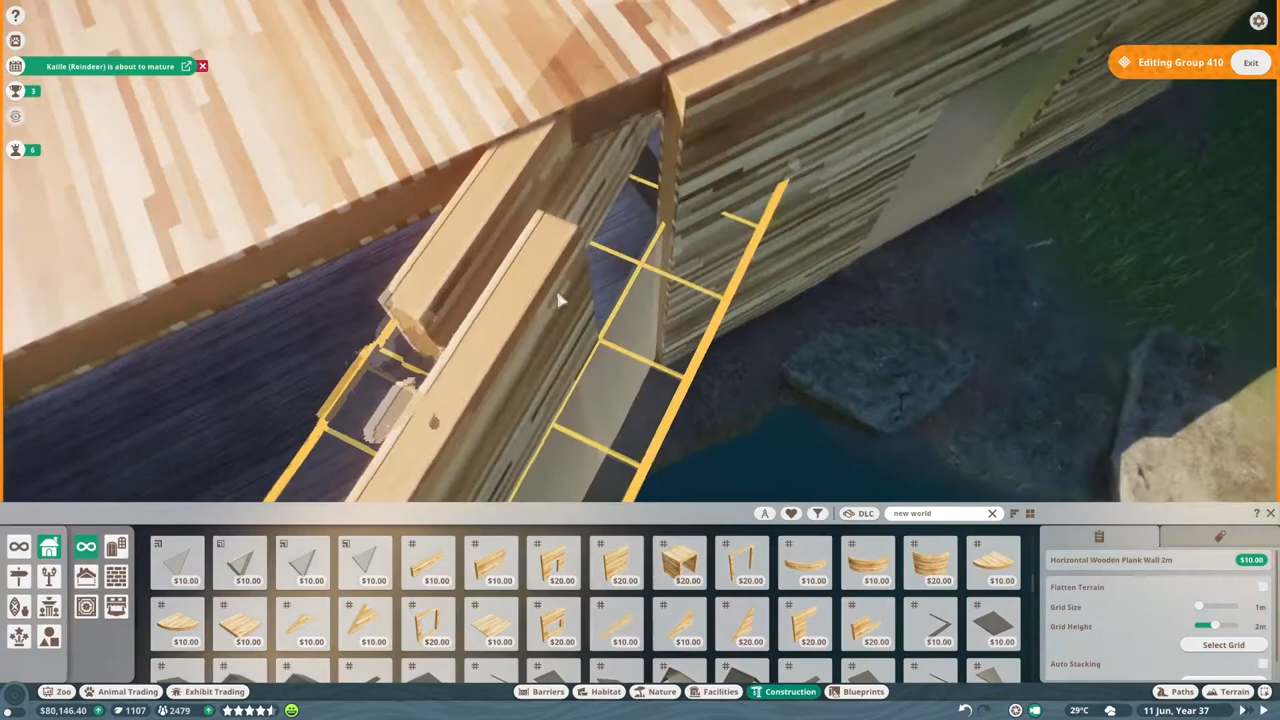 ?
Kaille (Reindeer) is about to mature
3
6
Editing Group 410
Exit
DLC
new world
?
$10.00 $10.00 $10.00 $10.00 $10.00 $10.00 $20.00 $20.00 $20.00 $20.00 $10.00 $10.00 $20.00 $10.00
$10.00 $10.00 $10.00 $10.00 $20.00 $10.00 $20.00 $10.00 $10.00 $20.00 $20.00 $20.00 $10.00 $10.00
Horizontal Wooden Plank Wall 2m
$10.00
Flatten Terrain
Grid Size
1m
Grid Height
2m
Select Grid
Auto Stacking
Zoo
Animal Trading
Exhibit Trading
Barriers
Habitat
Nature
Facilities
Construction
Blueprints
Paths
Terrain
$80,146.40
1107
2479
29°C
11 Jun, Year 37